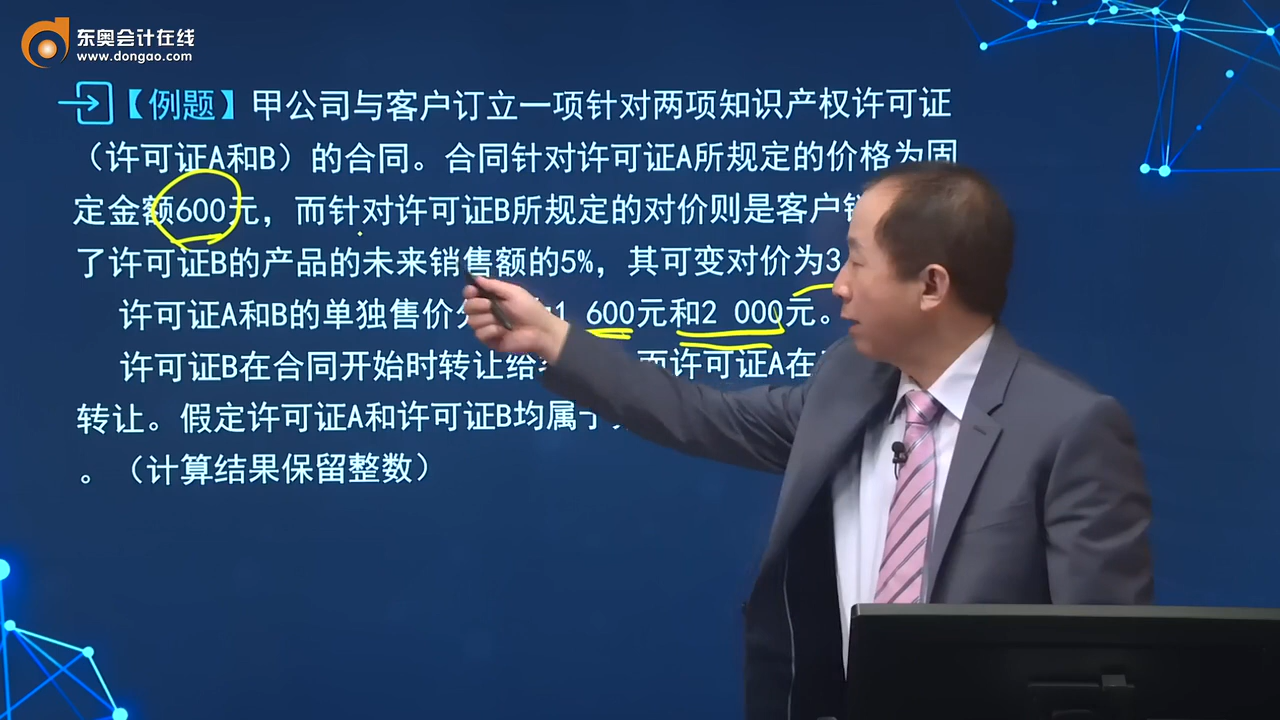 东奥会计在线
www.dongao.com
【例题】甲公司与客户订立一项针对两项知识产权许可证
（许可证A和B）的合同。合同针对许可证A所规定的价格为固
定金额600元，而针对许可证B所规定的对价则是客户销
了许可证B的产品的未来销售额的5%，其可变对价为3
许可证A和B的单独售价分 1 600元和2 000元。
许可证B在合同开始时转让给 而许可证A在
转让。假定许可证A和许可证B均属于
。（计算结果保留整数）